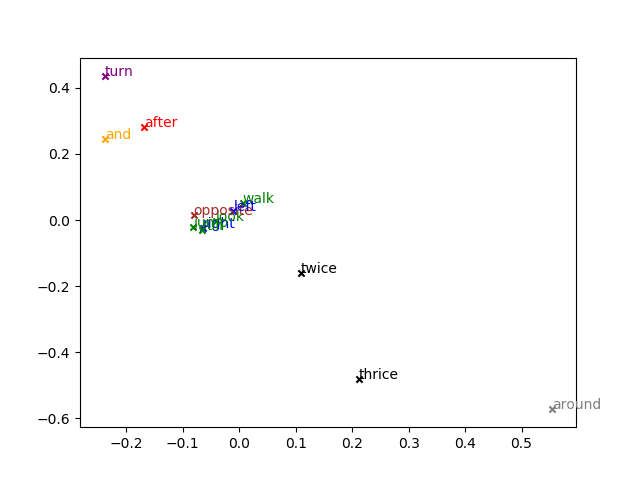 turn
after
and
walk
left
opposite
look
jump
right
twice
thrice
around
0.4
0.2
0.0
−0.2
−0.4
−0.6
−0.2
−0.1
0.0
0.1
0.2
0.3
0.4
0.5